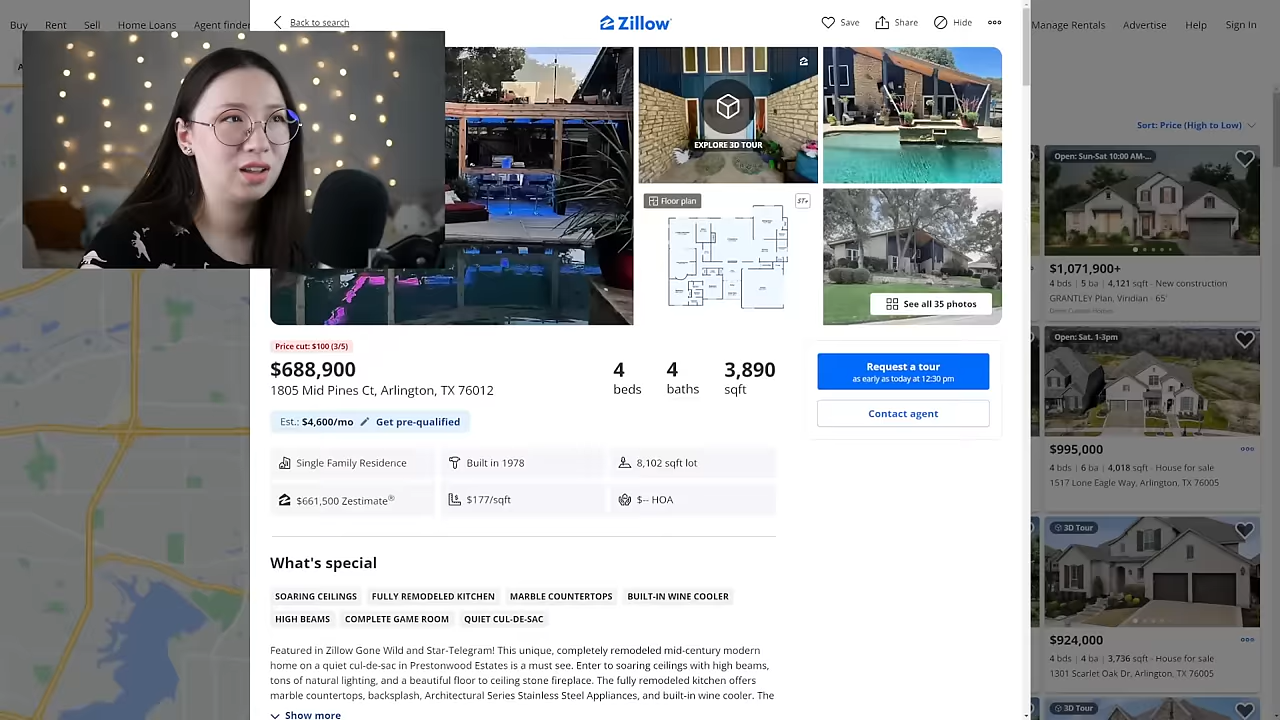 Buy Rent Sell Home Loans Agent finder
Back to search
Zillow
Save Share Hide
Manage Rentals Advertise Help Sign In
EXPLORE 3D TOUR
Floor plan
See all 35 photos
Sort: Price (High to Low)
Price cut: $100 (3/5)
$688,900
1805 Mid Pines Ct, Arlington, TX 76012
4 beds
4 baths
3,890 sqft
Est.: $4,600/mo Get pre-qualified
Request a tour
as early as today at 12:30 pm
Contact agent
Single Family Residence
Built in 1978
8,102 sqft lot
$661,500 Zestimate®
$177/sqft
$-- HOA
What's special
SOARING CEILINGS FULLY REMODELED KITCHEN MARBLE COUNTERTOPS BUILT-IN WINE COOLER
HIGH BEAMS COMPLETE GAME ROOM QUIET CUL-DE-SAC
Featured in Zillow Gone Wild and Star-Telegram! This unique, completely remodeled mid-century modern
home on a quiet cul-de-sac in Prestonwood Estates is a must see. Enter to soaring ceilings with high beams,
tons of natural lighting, and a beautiful floor to ceiling stone fireplace. The fully remodeled kitchen offers
marble countertops, backsplash, Architectural Series Stainless Steel Appliances, and built-in wine cooler. The
Show more
Open: Sun-Sat 10:00 AM-...
$1,071,900+
4 bds | 5 ba | 4,121 sqft - New construction
GRANTLEY Plan, Viridian - 65'
Open: Sat. 1-3pm
$995,000
4 bds | 6 ba | 4,018 sqft - House for sale
1517 Lone Eagle Way, Arlington, TX 76005
3D Tour
$924,000
4 bds | 4 ba | 3,736 sqft - House for sale
1301 Scarlet Oak Dr, Arlington, TX 76005
3D Tour